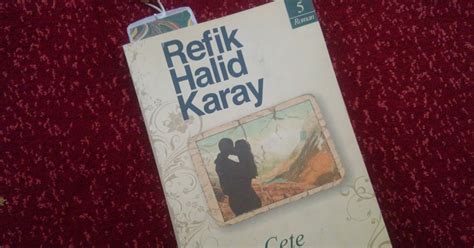 5
Roman
Refik
Halid
Karay
Çete